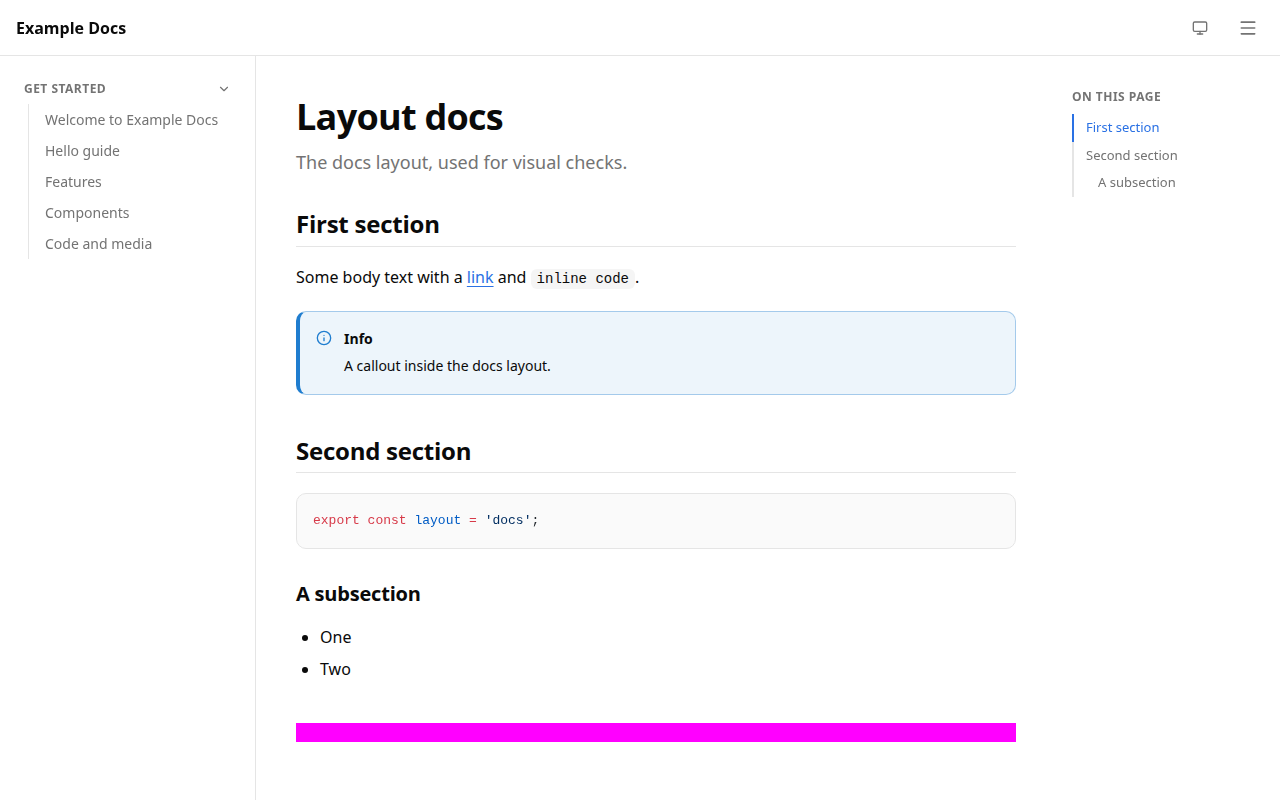 Example Docs
GET STARTED
Welcome to Example Docs
Hello guide
Features
Components
Code and media
Layout docs
The docs layout, used for visual checks.
First section
Some body text with a link and inline code.
Info
A callout inside the docs layout.
Second section
export const layout = 'docs';
A subsection
One
Two
ON THIS PAGE
First section
Second section
A subsection